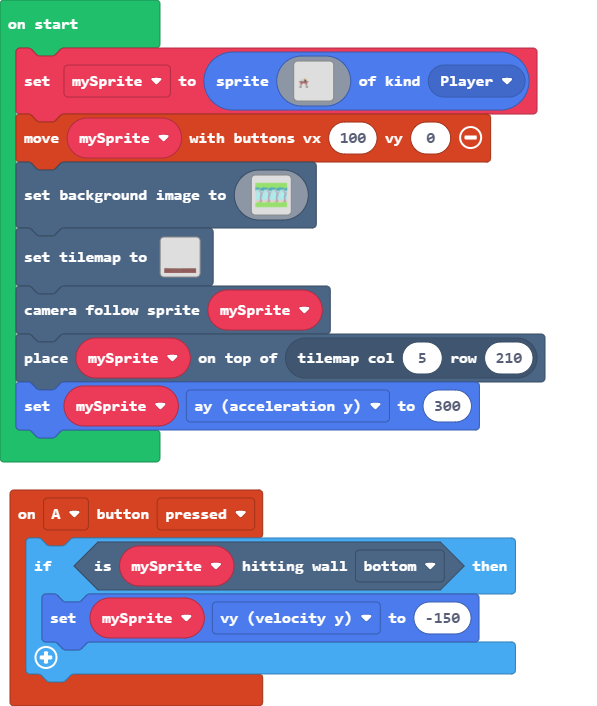 on start
set mySprite to sprite of kind Player
move mySprite with buttons vx 100 vy 0
set background image to
set tilemap to
camera follow sprite mySprite
place mySprite on top of tilemap col 5 row 210
set mySprite ay (acceleration y) to 300
on A button pressed
if is mySprite hitting wall bottom then
set mySprite vy (velocity y) to -150